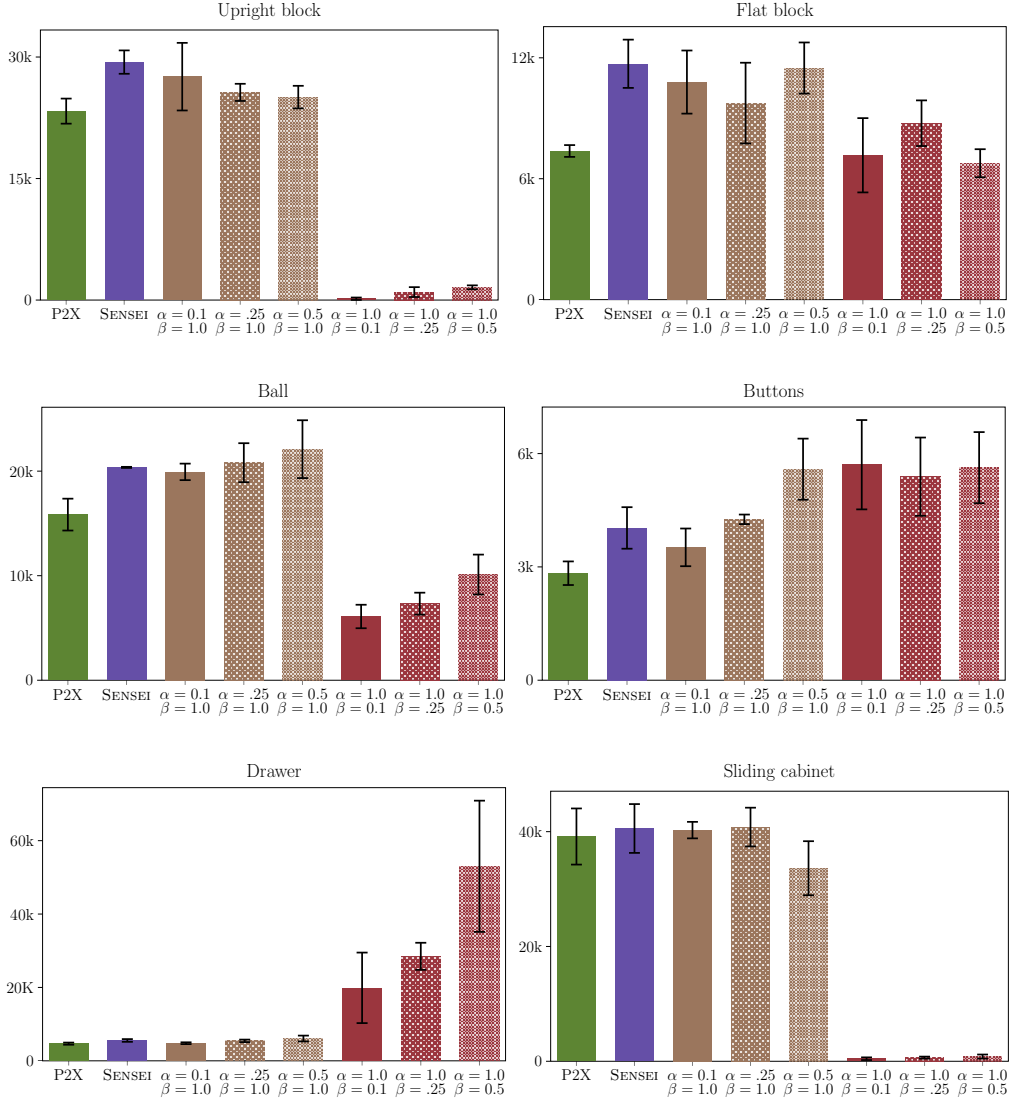 Upright block
30k
15k
0
P2X SENSEI α = 0.1 α = .25 α = 0.5 α = 1.0 α = 1.0 α = 1.0
β = 1.0 β = 1.0 β = 1.0 β = 0.1 β = .25 β = 0.5
Flat block
12k
6k
0
P2X SENSEI α = 0.1 α = .25 α = 0.5 α = 1.0 α = 1.0 α = 1.0
β = 1.0 β = 1.0 β = 1.0 β = 0.1 β = .25 β = 0.5
Ball
20k
10k
0
P2X SENSEI α = 0.1 α = .25 α = 0.5 α = 1.0 α = 1.0 α = 1.0
β = 1.0 β = 1.0 β = 1.0 β = 0.1 β = .25 β = 0.5
Buttons
6k
3k
0
P2X SENSEI α = 0.1 α = .25 α = 0.5 α = 1.0 α = 1.0 α = 1.0
β = 1.0 β = 1.0 β = 1.0 β = 0.1 β = .25 β = 0.5
Drawer
60k
40k
20K
0
P2X SENSEI α = 0.1 α = .25 α = 0.5 α = 1.0 α = 1.0 α = 1.0
β = 1.0 β = 1.0 β = 1.0 β = 0.1 β = .25 β = 0.5
Sliding cabinet
40k
20k
0
P2X SENSEI α = 0.1 α = .25 α = 0.5 α = 1.0 α = 1.0 α = 1.0
β = 1.0 β = 1.0 β = 1.0 β = 0.1 β = .25 β = 0.5